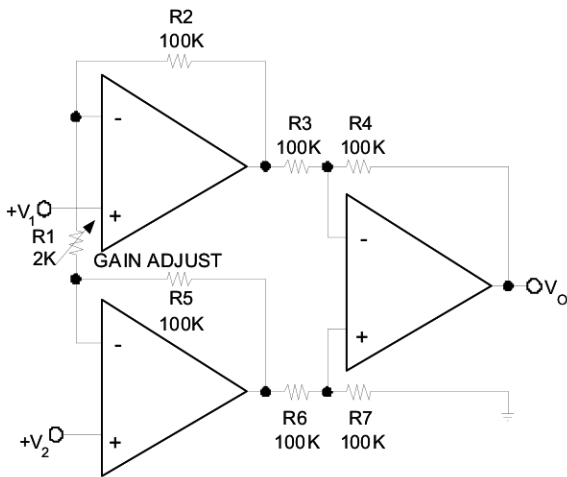 R2
100K
R3
100K
R4
100K
-
+V1
+
R1
2K
GAIN ADJUST
R5
100K
-
+
VO
-
+
+V2
R6
100K
R7
100K